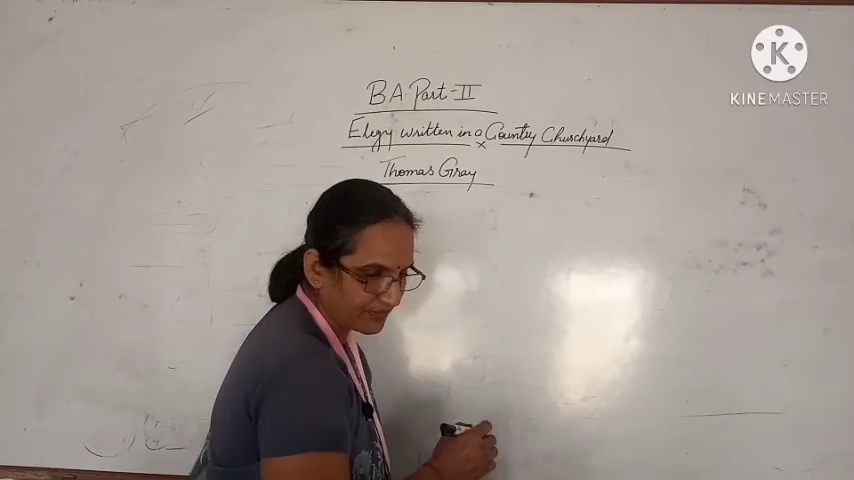 B.A. Part-II
Elegy written in a Country Churchyard
x
Thomas Gray
K
KINEMASTER